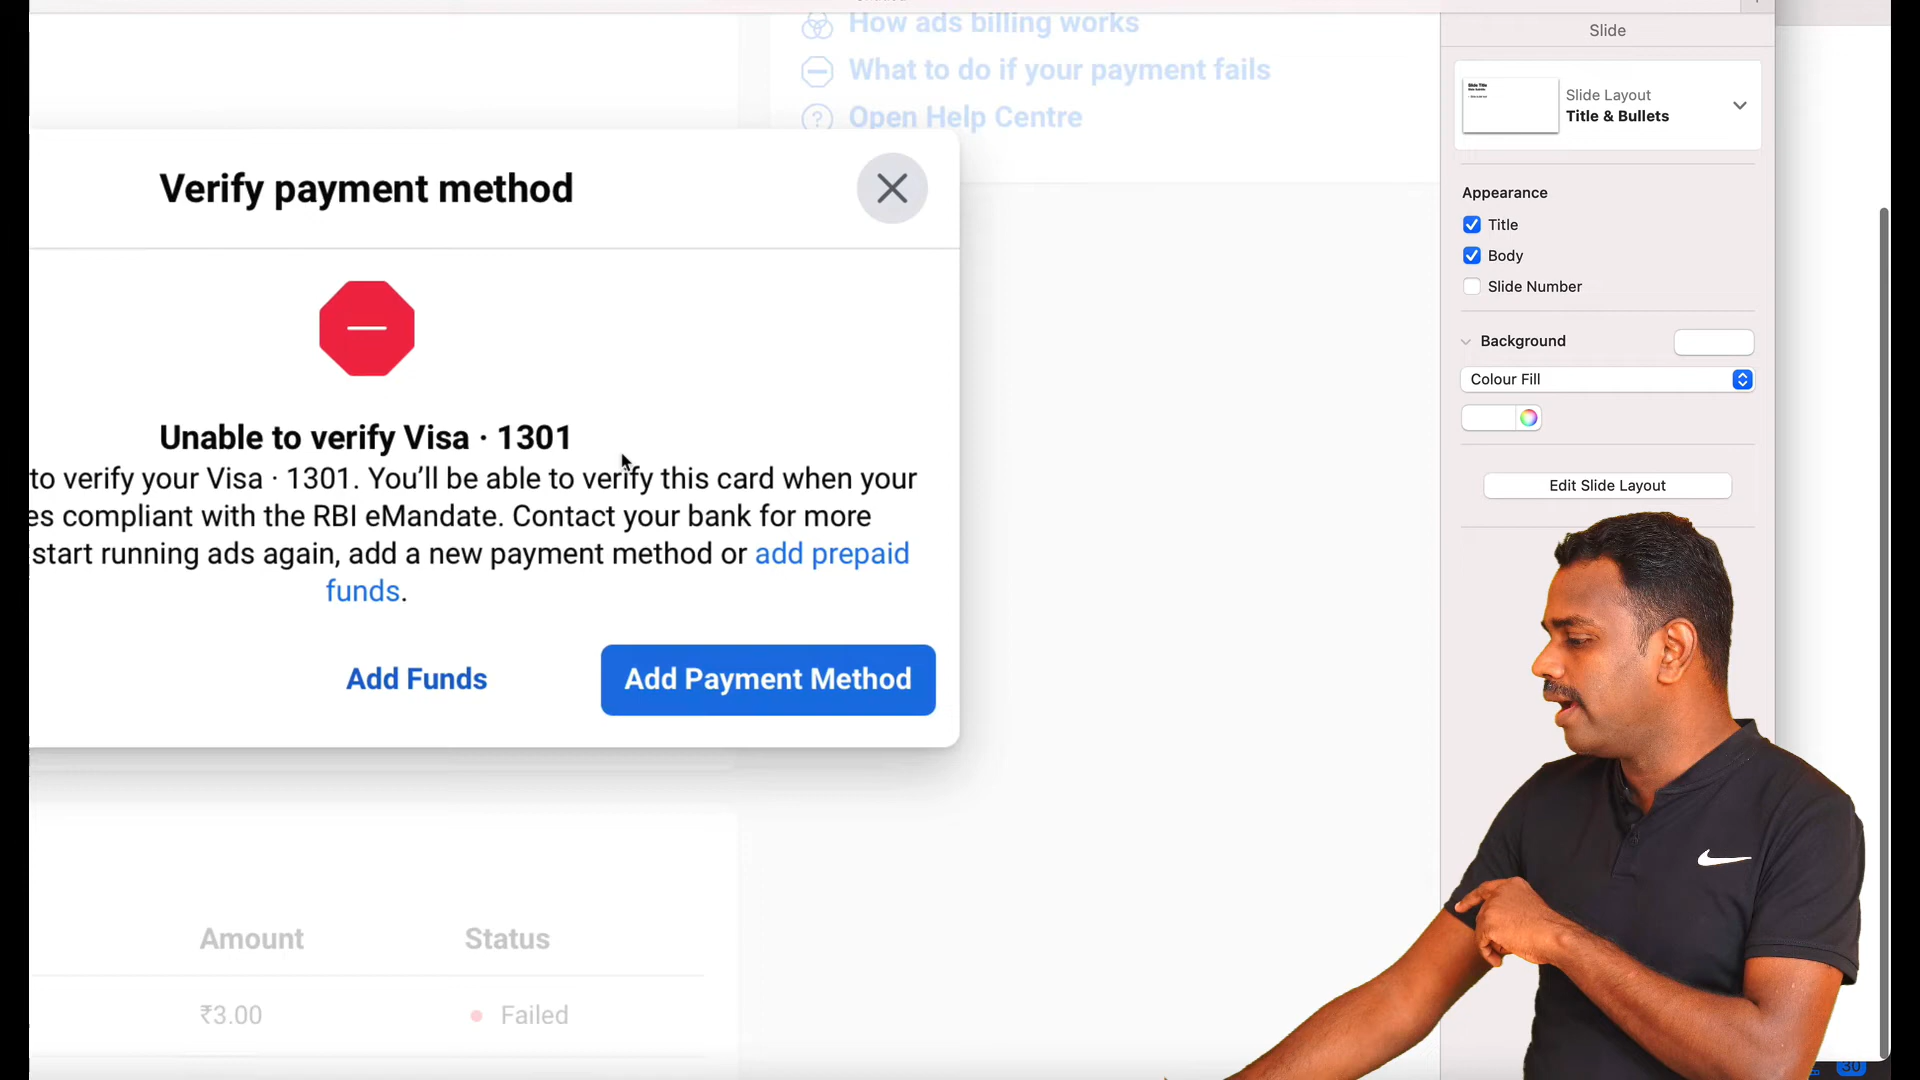 How ads billing works
What to do if your payment fails
Open Help Centre
Verify payment method
Unable to verify Visa · 1301
to verify your Visa · 1301. You'll be able to verify this card when your
es compliant with the RBI eMandate. Contact your bank for more
start running ads again, add a new payment method or add prepaid
funds.
Add Funds
Add Payment Method
Amount
Status
₹3.00
Failed
Slide
Slide Layout
Title & Bullets
Appearance
Title
Body
Slide Number
Background
Colour Fill
Edit Slide Layout
30